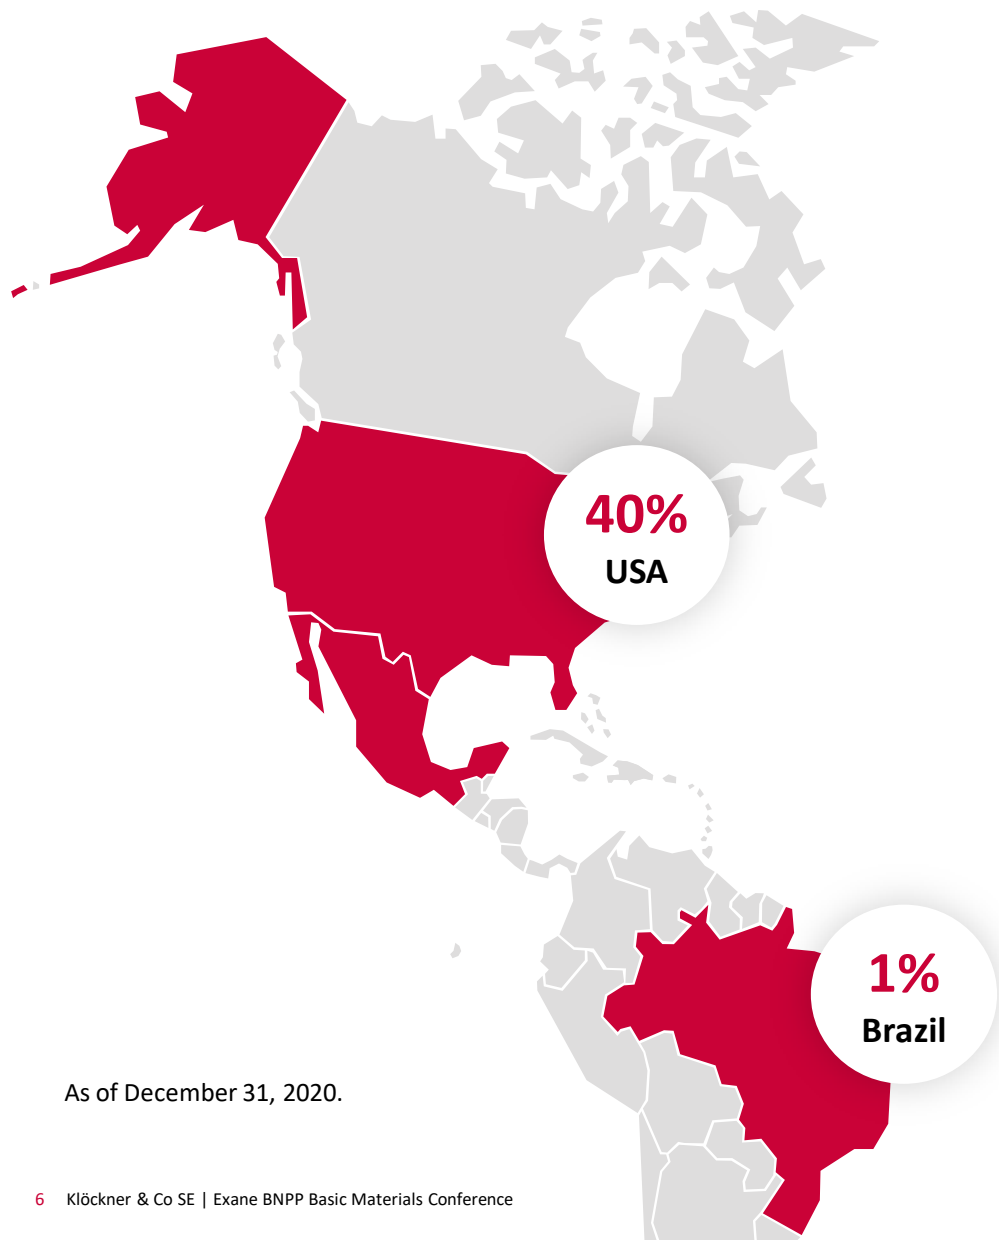 40%
USA
1%
Brazil
As of December 31, 2020.
6 Klöckner & Co SE | Exane BNPP Basic Materials Conference